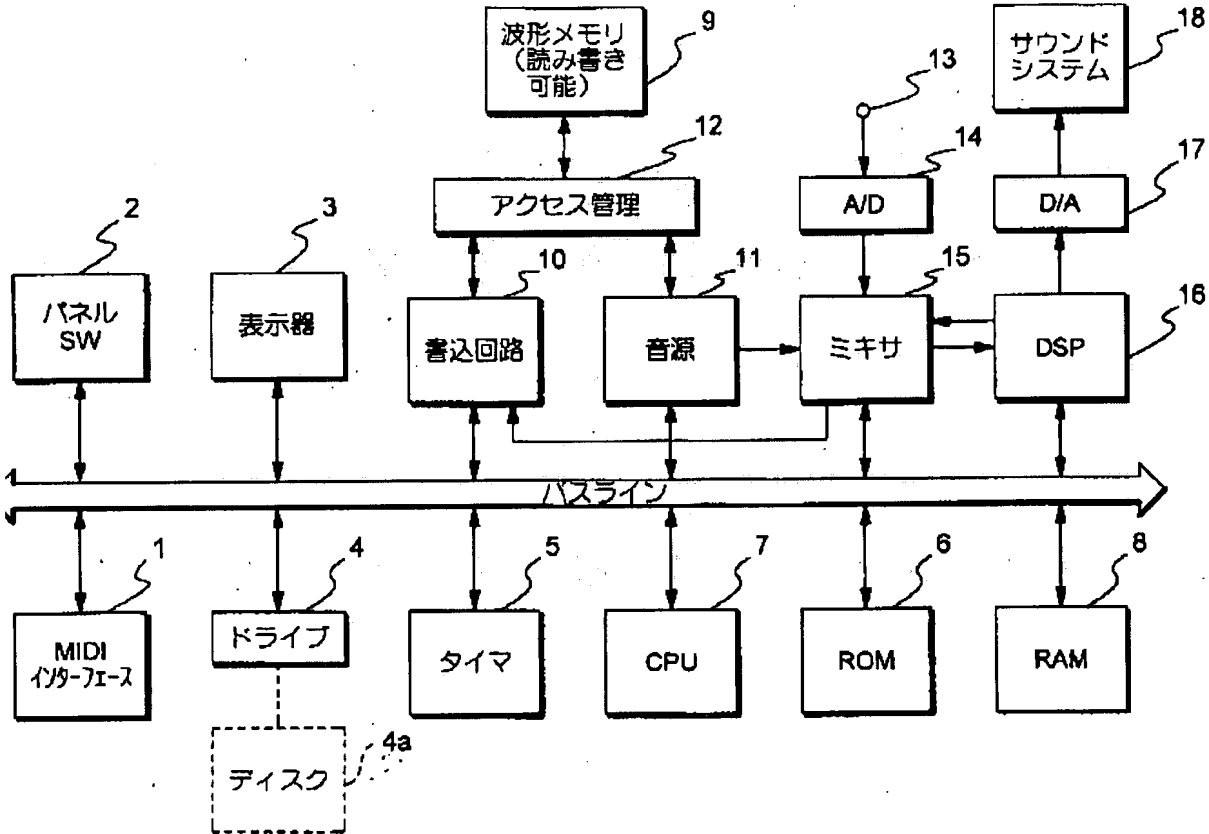 波形メモリ
(読み書き
可能)
9
サウンド
システム
18
13
12
アクセス管理
14
A/D
17
D/A
2
パネル
SW
3
表示器
10
書込回路
11
音源
15
ミキサ
16
DSP
バスライン
1
MIDI
インターフェース
4
ドライブ
5
タイマ
7
CPU
6
ROM
8
RAM
4a
ディスク